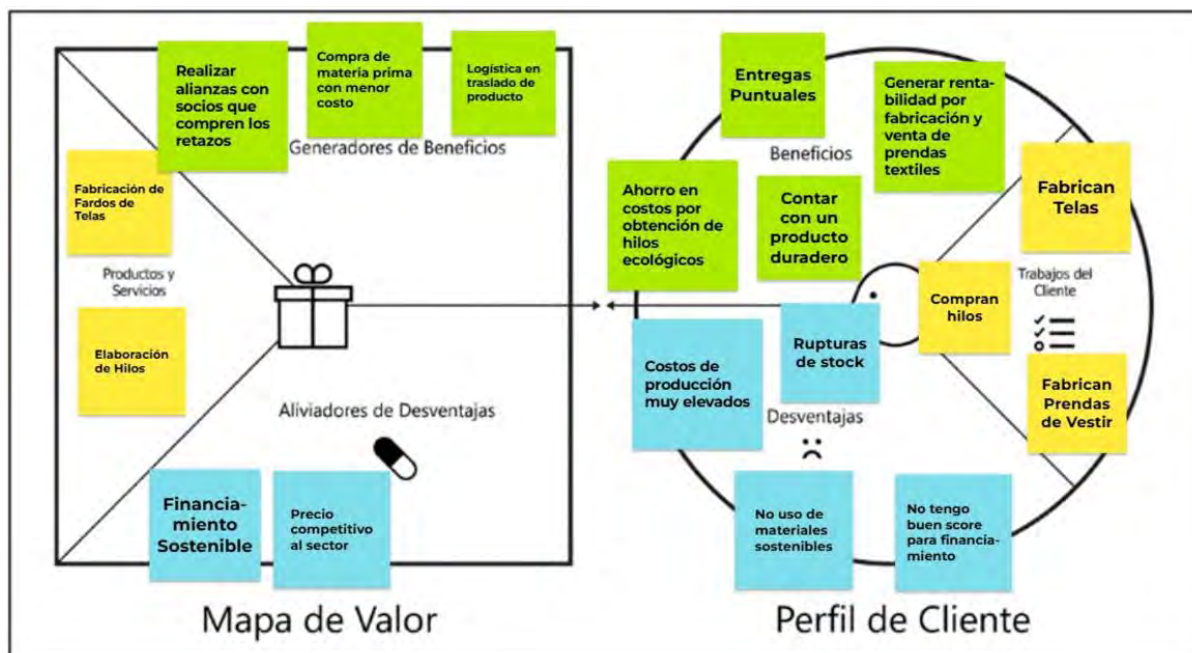 Realizar
alianzas con
socios que
compren los
retazos
Compra de
materia prima
con menor
costo
Logística en
traslado de
producto
Generadores de Beneficios
Fabricación de
Fardos de
Telas
Productos y
Servicios
Elaboración
de Hilos
Aliviadores de Desventajas
Financia-
miento
Sostenible
Precio
competitivo
al sector
Mapa de Valor
Entregas
Puntuales
Generar renta-
bilidad por
fabricación y
venta de
prendas
textiles
Beneficios
Ahorro en
costos por
obtención de
hilos
ecológicos
Contar
con un
producto
duradero
Fabrican
Telas
Trabajos del
Cliente
Compran
hilos
Fabrican
Prendas
de Vestir
Rupturas
de stock
Costos de
producción
muy elevados
Desventajas
No uso de
materiales
sostenibles
No tengo
buen score
para financia-
miento
Perfil de Cliente